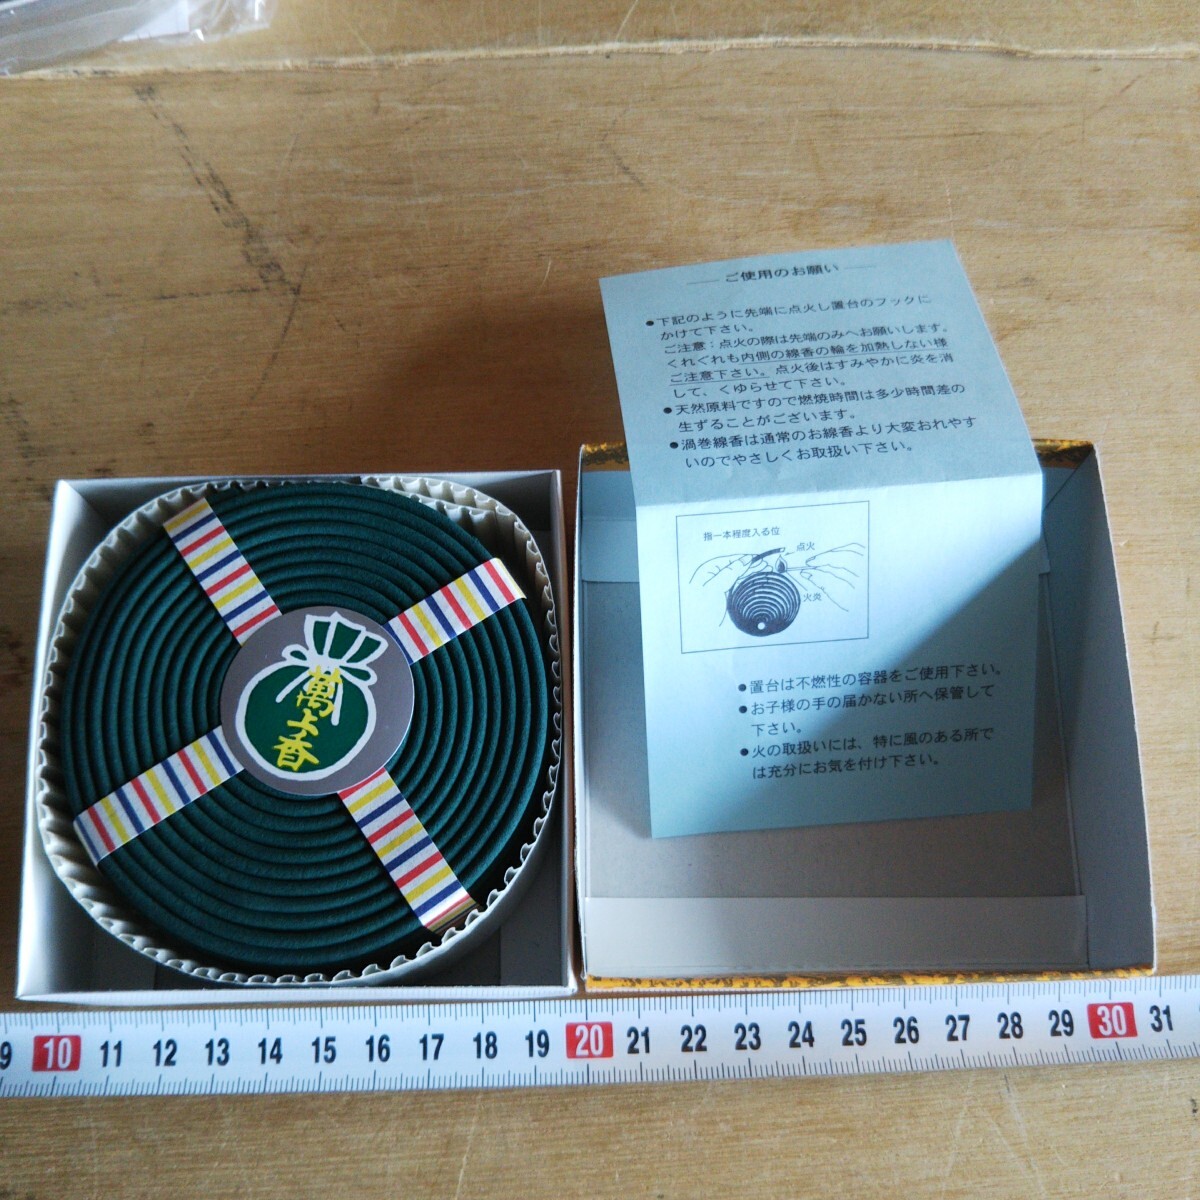 萬上香
ご使用のお願い
●下記のように先端に点火し置台のフックに
かけて下さい。
ご注意：点火の際は先端のみへお願いします。
くれぐれも内側の線香の輪を加熱しない様
ご注意下さい。点火後はすみやかに炎を消
して、くゆらせて下さい。
●天然原料ですので燃焼時間は多少時間差の
生ずることがございます。
●渦巻線香は通常のお線香より大変おれやす
いのでやさしくお取扱い下さい。
指一本程度入る位
点火
火炎
●置台は不燃性の容器をご使用下さい。
●お子様の手の届かない所へ保管して
下さい。
●火の取扱いには、特に風のある所で
は充分にお気を付け下さい。
9 10 11 12 13 14 15 16 17 18 19 20 21 22 23 24 25 26 27 28 29 30 31